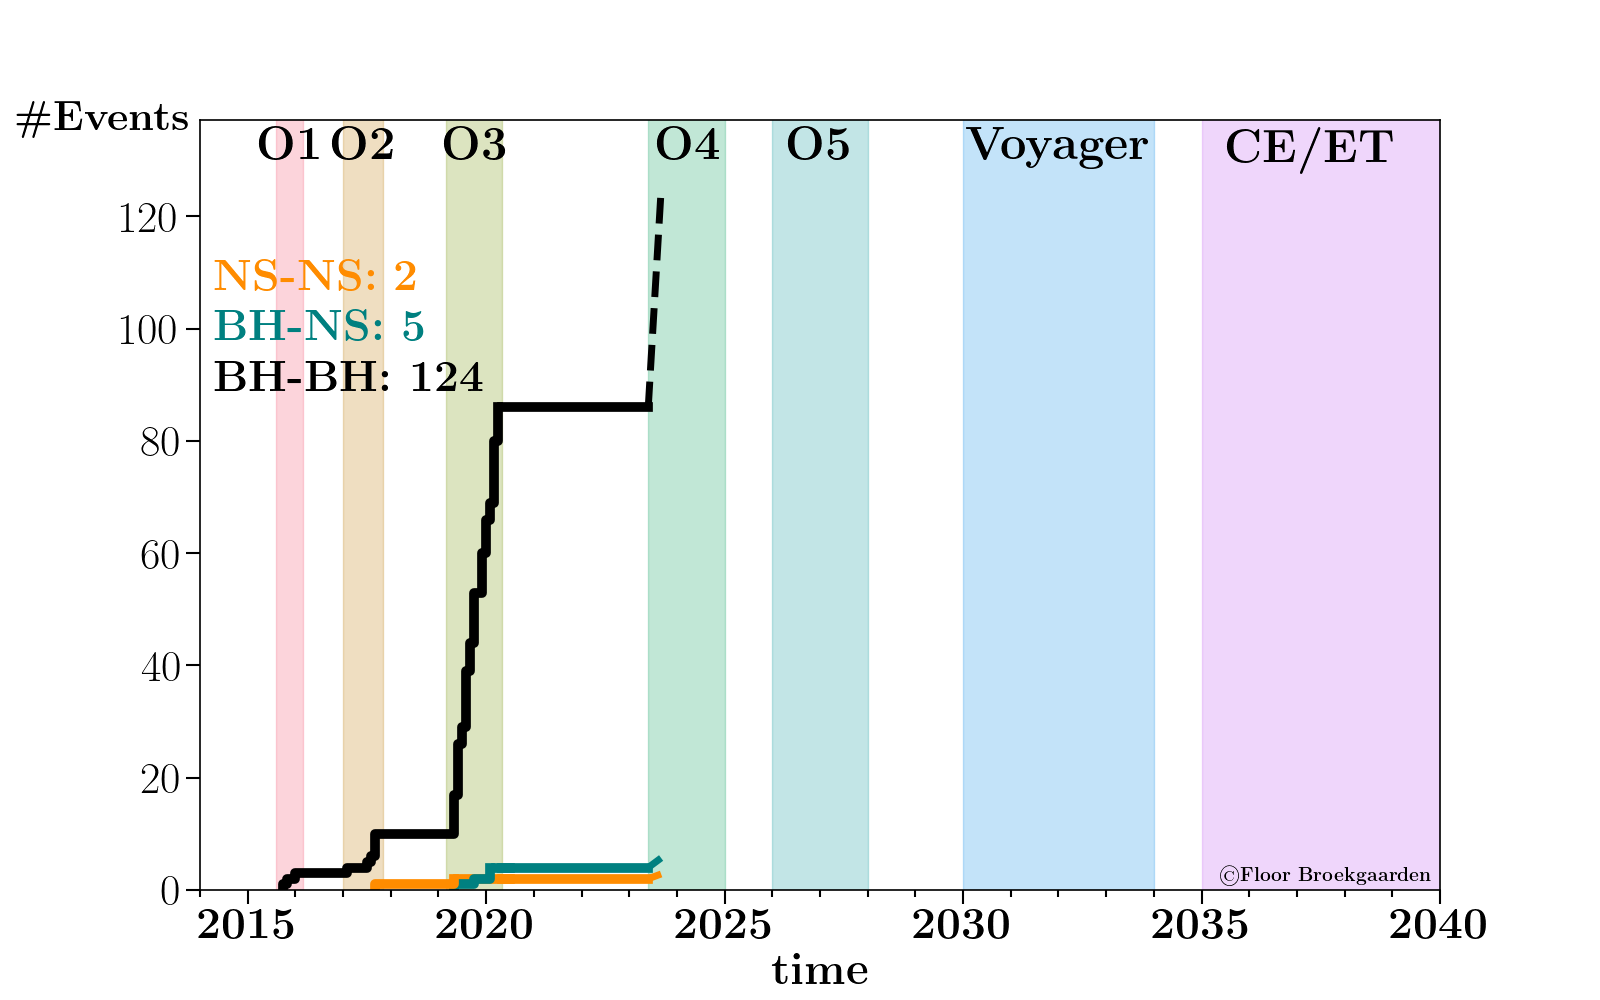 #Events
O1 O2 O3 O4 O5 Voyager CE/ET
120
NS-NS: 2
BH-NS: 5
100
BH-BH: 124
80
60
40
20
0
©Floor Broekgaarden
2015 2020 2025 2030 2035 2040
time